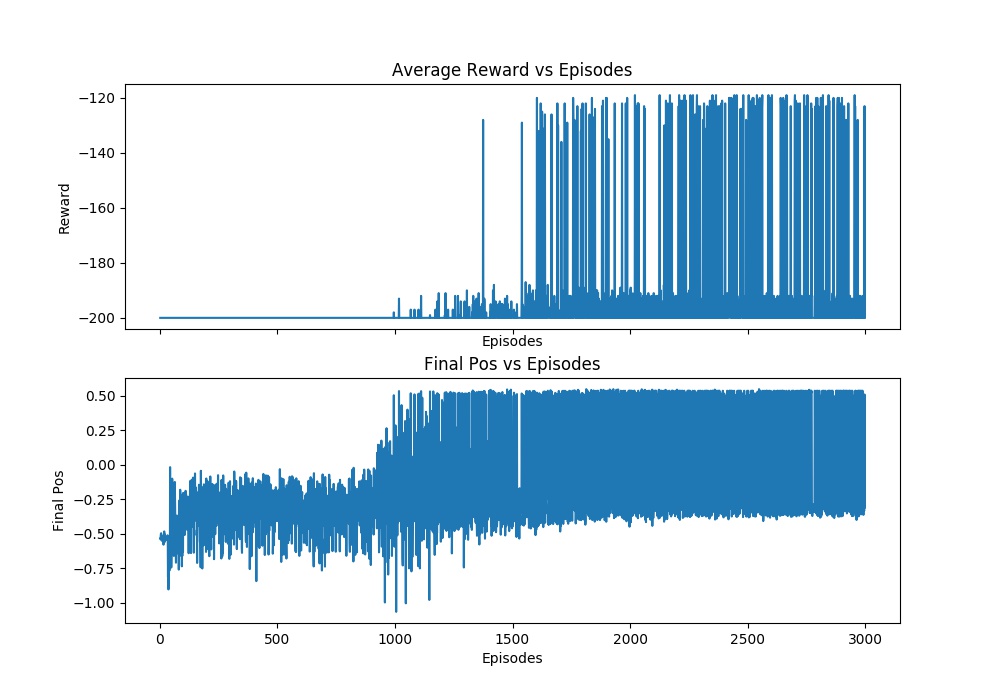 Average Reward vs Episodes
−120
−140
−160
−180
−200
Reward
Episodes
Final Pos vs Episodes
0.50
0.25
0.00
−0.25
−0.50
−0.75
−1.00
Final Pos
0 500 1000 1500 2000 2500 3000
Episodes